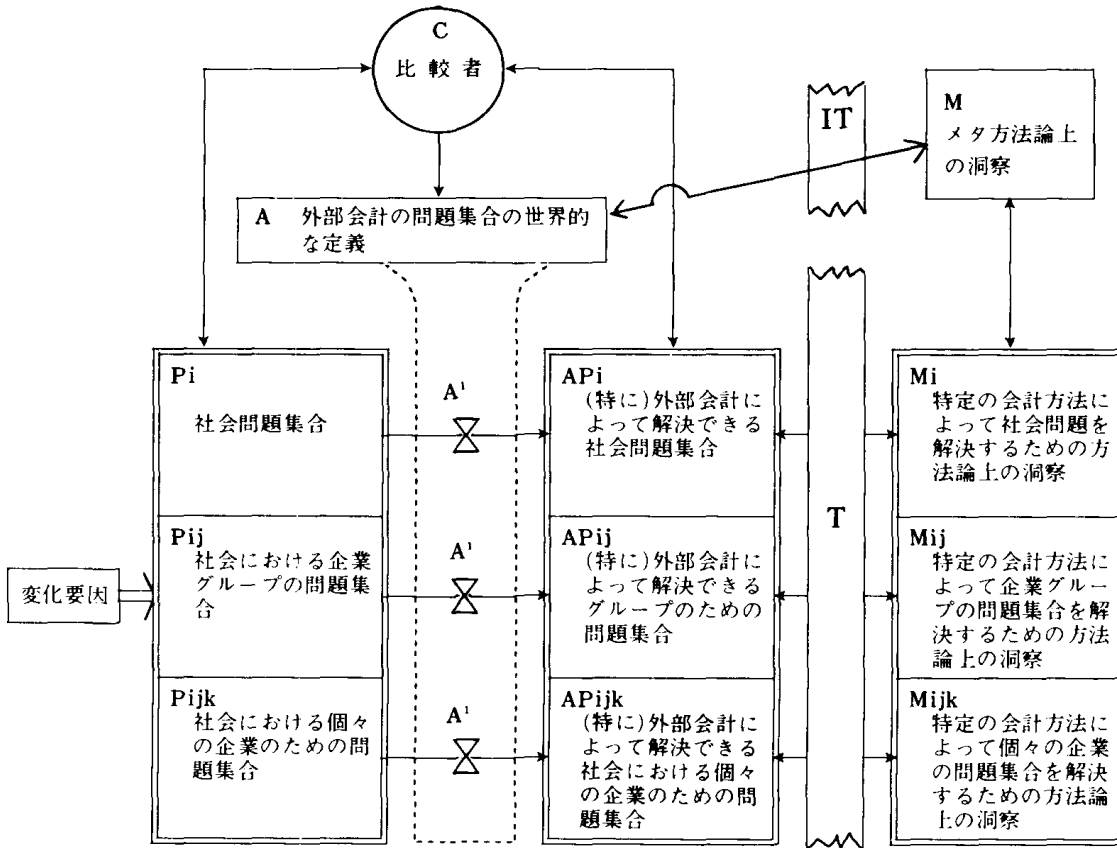 C
比較者
IT
M
メタ方法論上
の洞察
A 外部会計の問題集合の世界的
な定義
Pi
社会問題集合
A¹
APi
(特に)外部会計に
よって解決できる
社会問題集合
Mi
特定の会計方法に
よって社会問題を
解決するための方
法論上の洞察
T
変化要因
Pij
社会における企業
グループの問題集
合
A¹
APij
(特に)外部会計に
よって解決できる
グループのための
問題集合
Mij
特定の会計方法に
よって企業グルー
プの問題集合を解
決するための方法
論上の洞察
Pijk
社会における個々
の企業のための問
題集合
A¹
APijk
(特に)外部会計に
よって解決できる
社会における個々
の企業のための問
題集合
Mijk
特定の会計方法に
よって個々の企業
の問題集合を解決
するための方法論
上の洞察